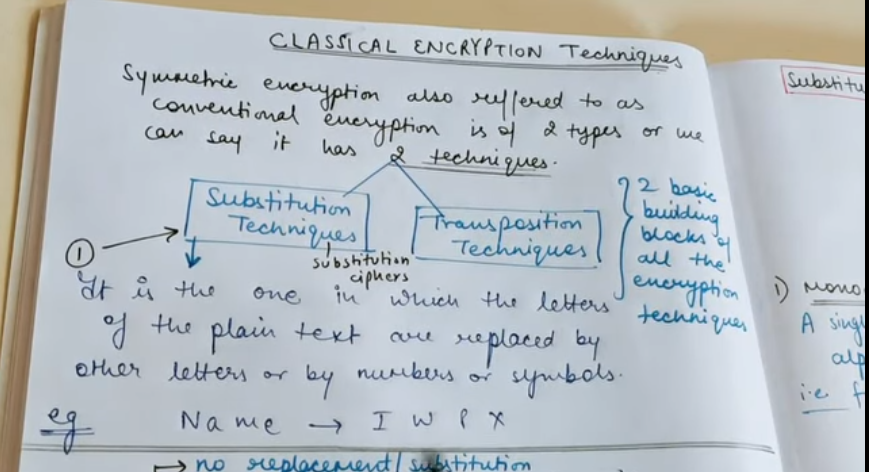 CLASSICAL ENCRYPTION Techniques
Symmetric encryption also reffered to as
conventional encryption is of 2 types or we
can say it has 2 techniques.
Substitution
Techniques
substitution
ciphers
Transposition
Techniques
2 basic
building
blocks of
all the
encryption
techniques
①
It is the one in which the letters
of the plain text are replaced by
other letters or by numbers or symbols.
eg Name → I W P X
→ no replacement/substitution
Substitu
1) Mono
A singl
alp
i.e f